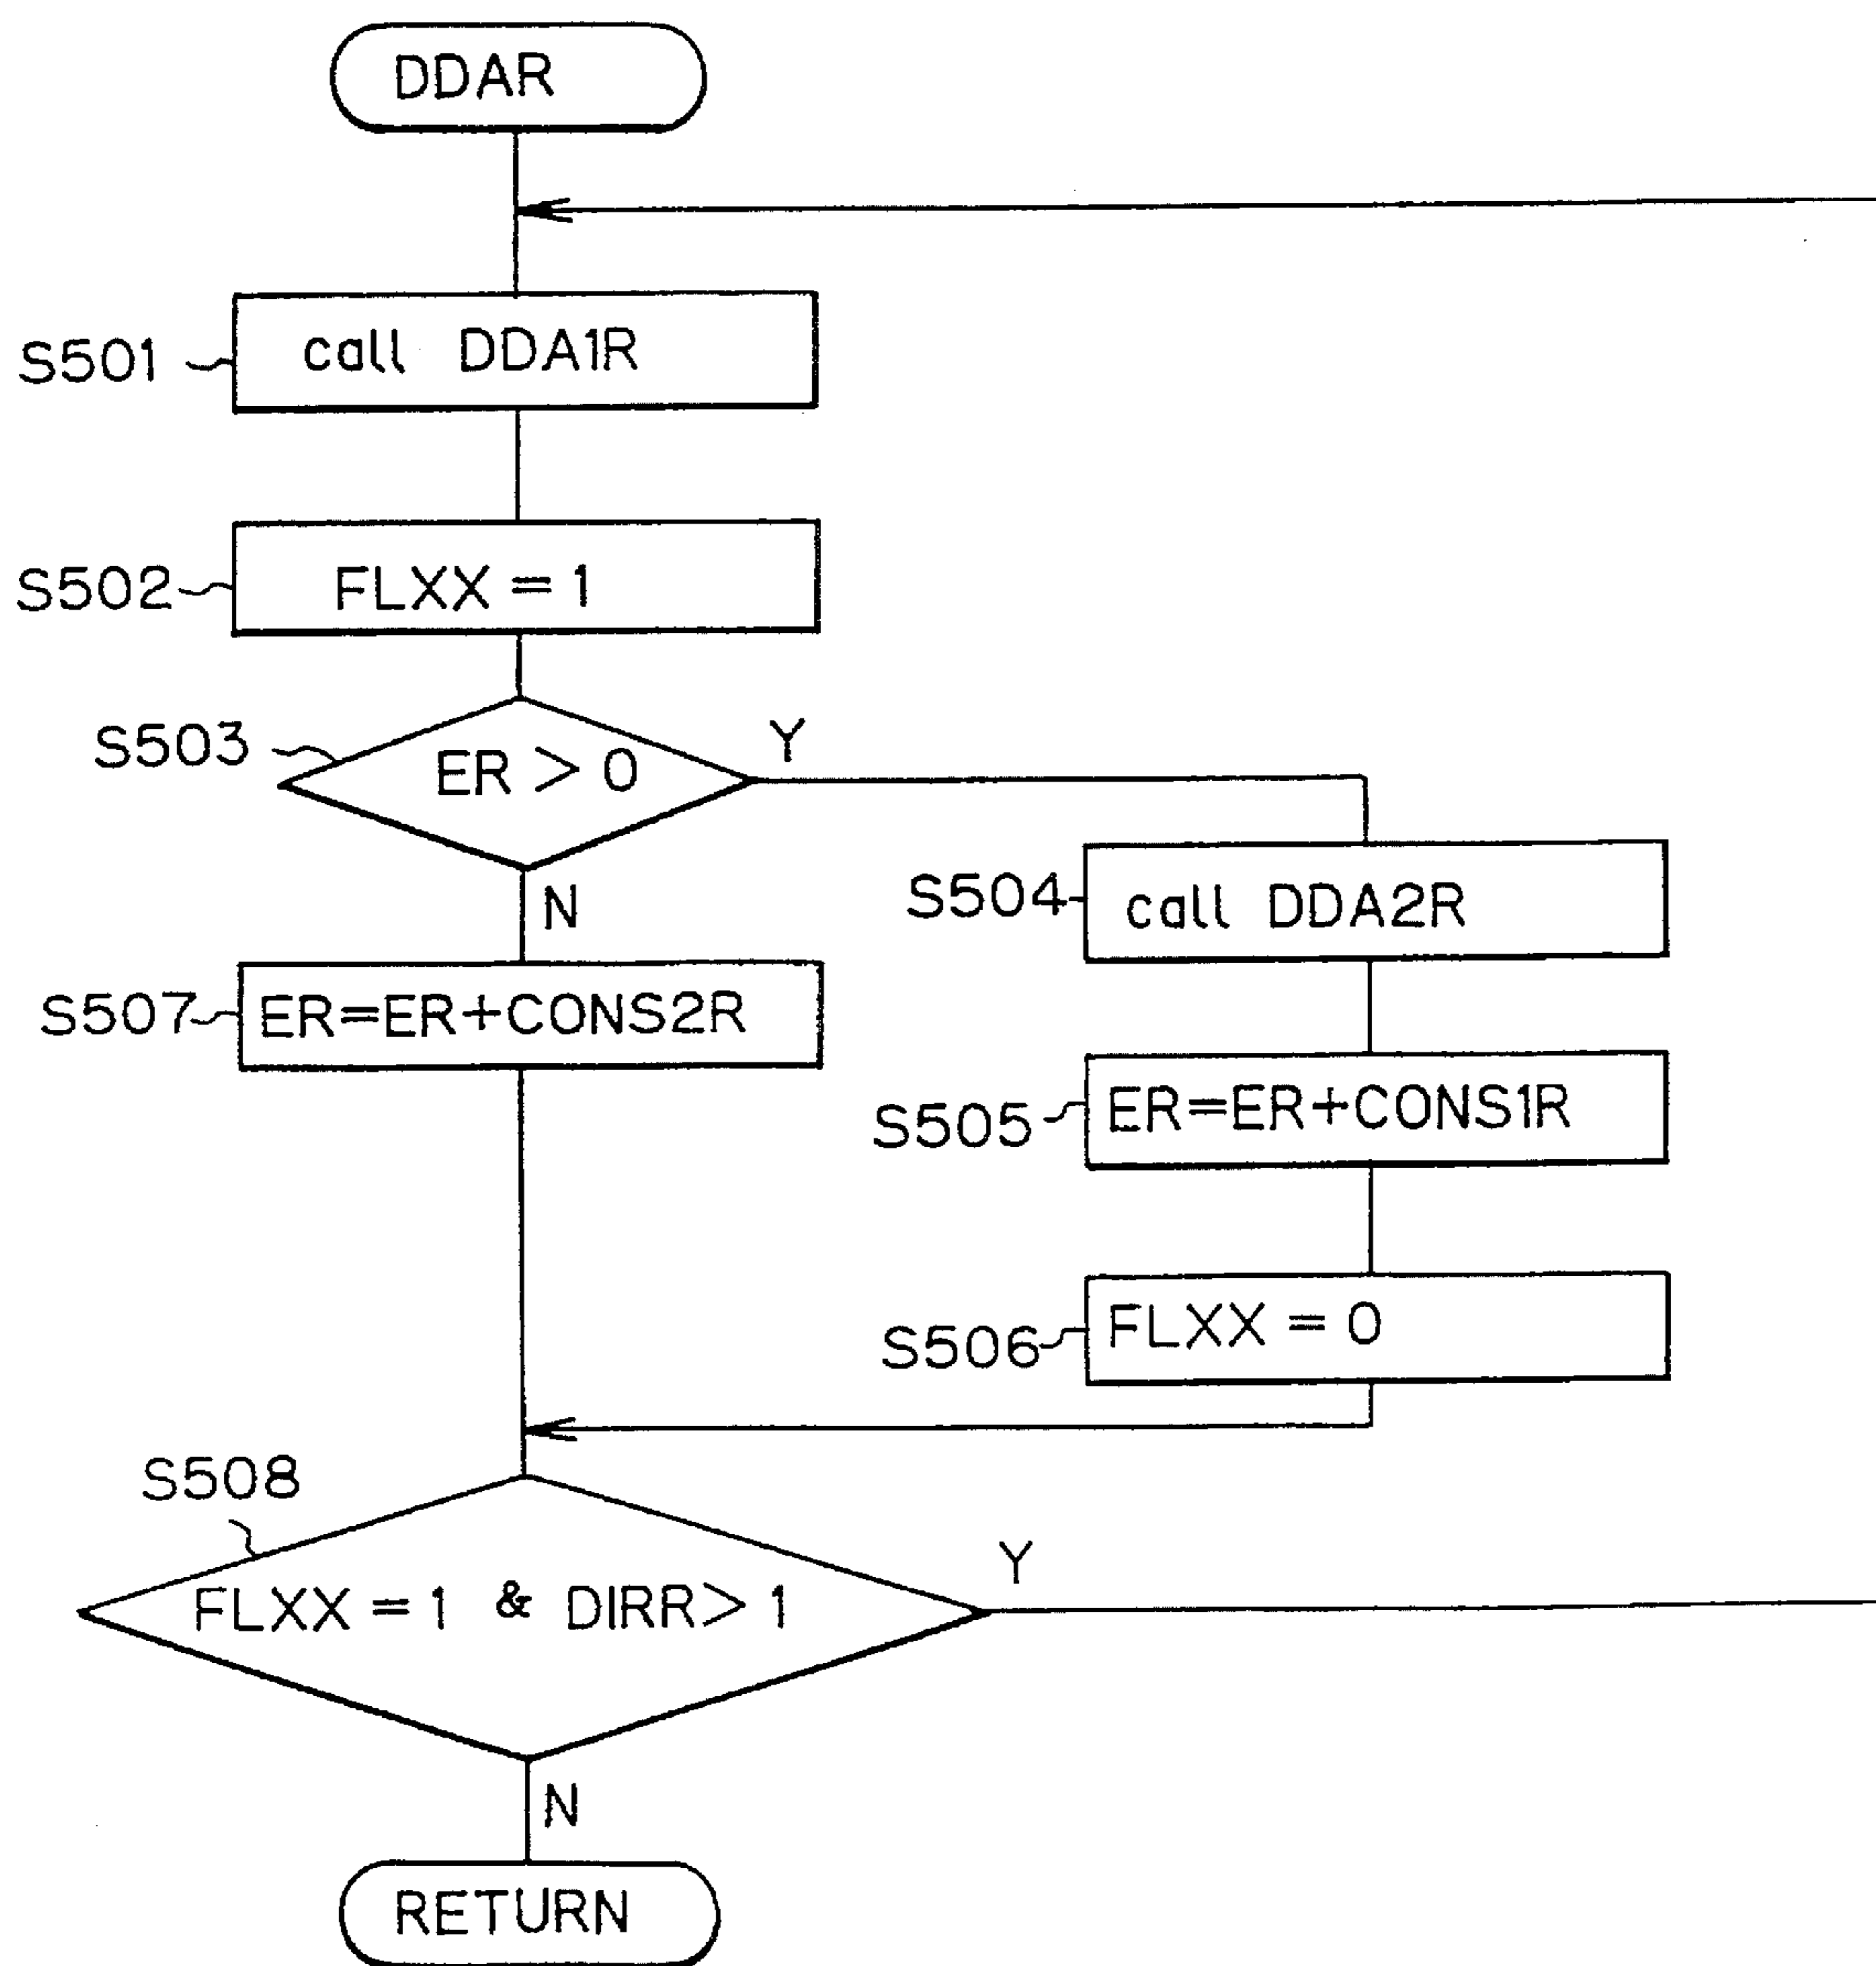 DDAR
S501
call DDA1R
S502
FLXX = 1
S503
ER > 0
Y
N
S504
call DDA2R
S507
ER=ER+CONS2R
S505
ER=ER+CONS1R
S506
FLXX = 0
S508
FLXX = 1 & DIRR > 1
Y
N
RETURN